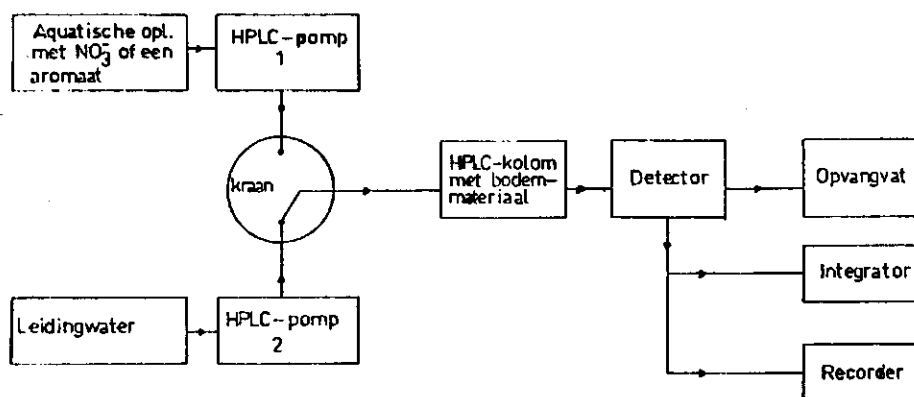 Aquatische opl.
met NO₃⁻ of een
aromaat
HPLC-pomp
1
kraan
HPLC-kolom
met bodem-
materiaal
Detector
Opvangvat
Integrator
Leidingwater
HPLC-pomp
2
Recorder